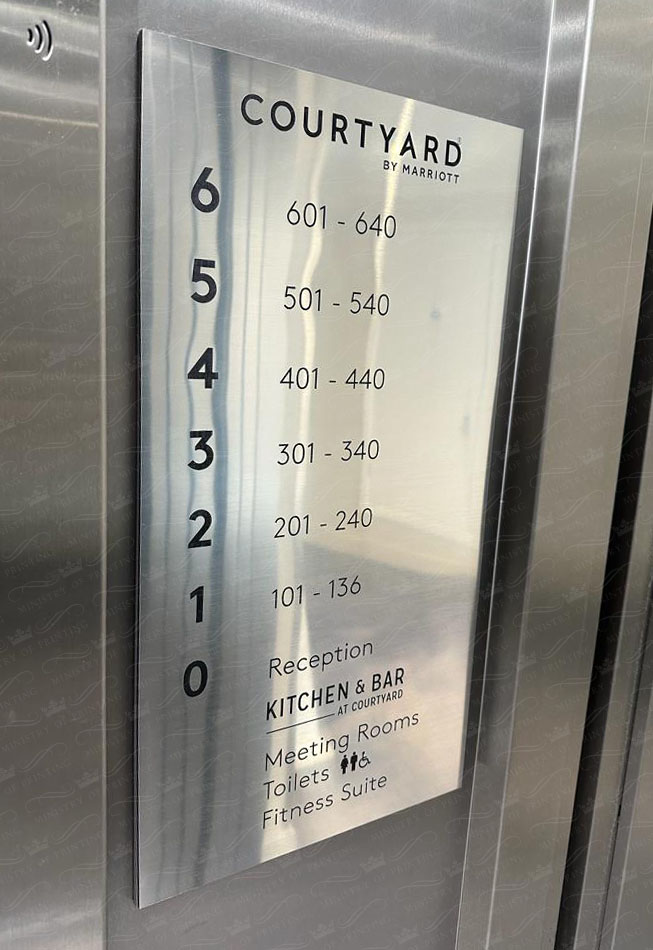 COURTYARD
BY MARRIOTT
6 601 - 640
5 501 - 540
4 401 - 440
3 301 - 340
2 201 - 240
1 101 - 136
0 Reception
KITCHEN & BAR
AT COURTYARD
Meeting Rooms
Toilets
Fitness Suite